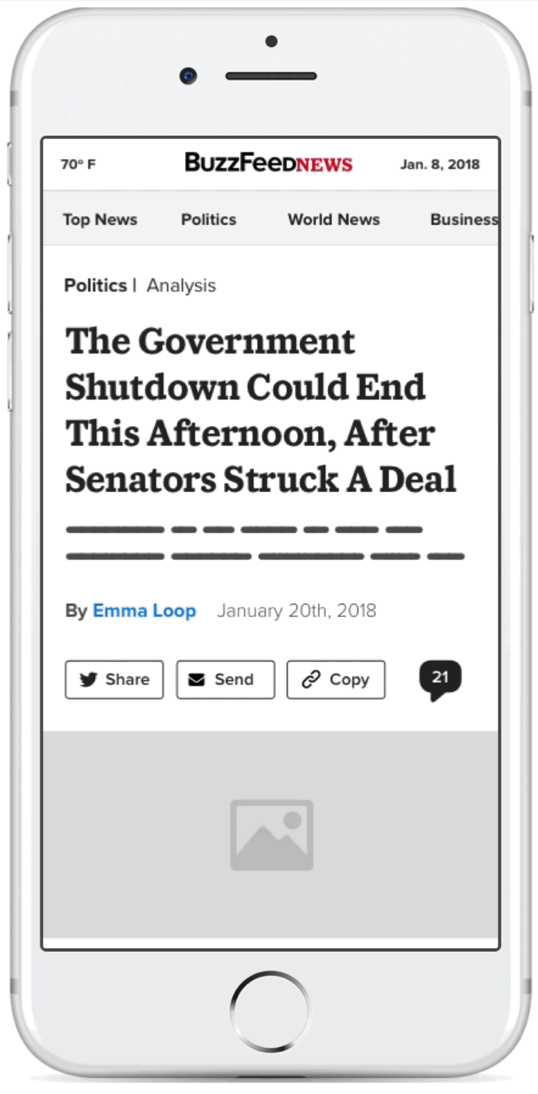 70° F BuzzFeedNEWS Jan. 8, 2018
Top News Politics World News Business
Politics | Analysis
The Government
Shutdown Could End
This Afternoon, After
Senators Struck A Deal
By Emma Loop January 20th, 2018
Share Send Copy 21